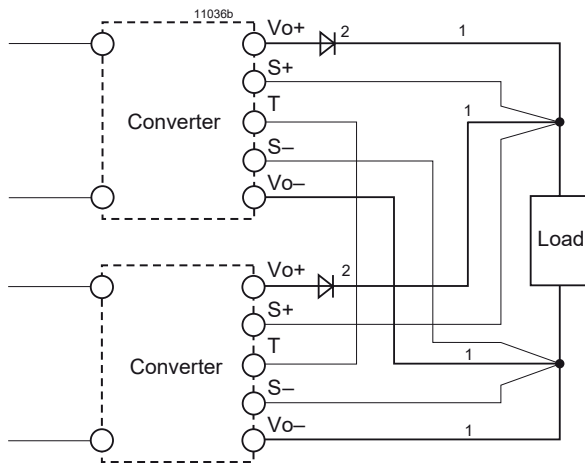 11036b
Vo+
2
1
S+
T
1
Converter
S–
Vo–
Load
Vo+
2
S+
T
1
Converter
S–
Vo–
1